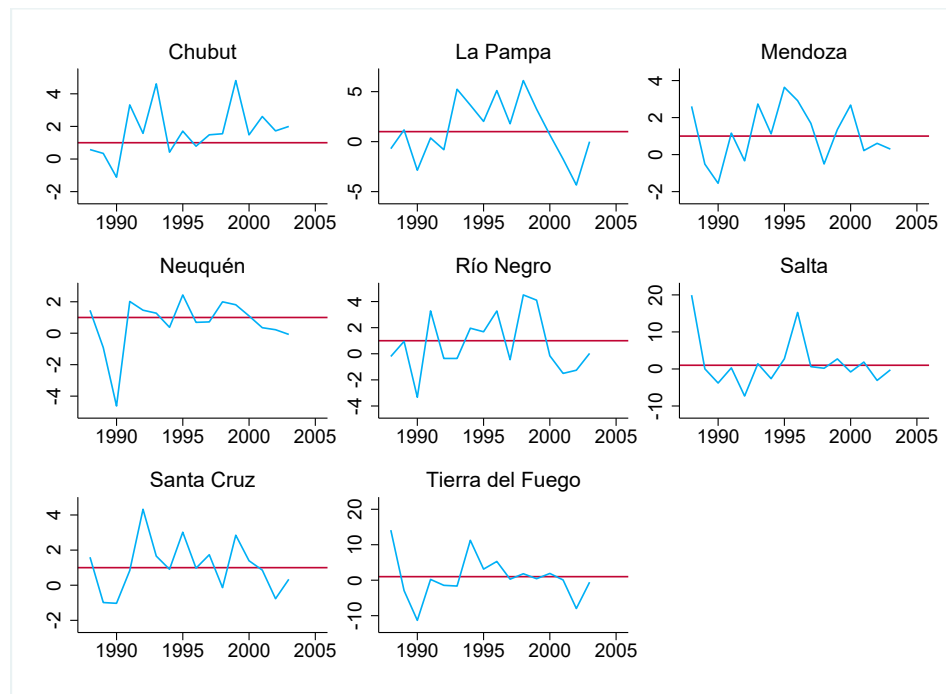 Chubut
-2 0 2 4
1990 1995 2000 2005
La Pampa
-5 0 5
1990 1995 2000 2005
Mendoza
-2 0 2 4
1990 1995 2000 2005
Neuquén
-4 -2 0 2
1990 1995 2000 2005
Río Negro
-4 -2 0 2 4
1990 1995 2000 2005
Salta
-10 0 10 20
1990 1995 2000 2005
Santa Cruz
-2 0 2 4
1990 1995 2000 2005
Tierra del Fuego
-10 0 10 20
1990 1995 2000 2005